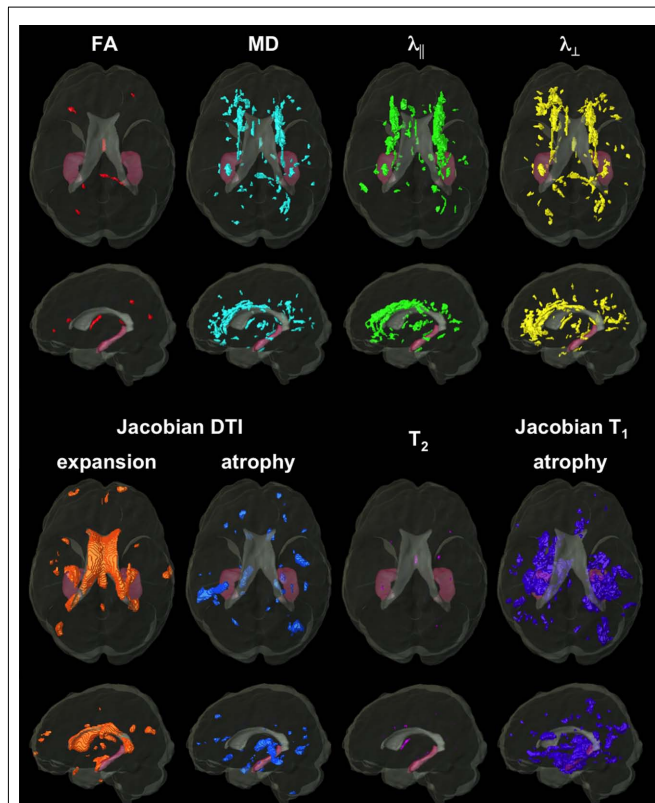 FA MD λ∥ λ⊥
Jacobian DTI T₂ Jacobian T₁
expansion atrophy atrophy